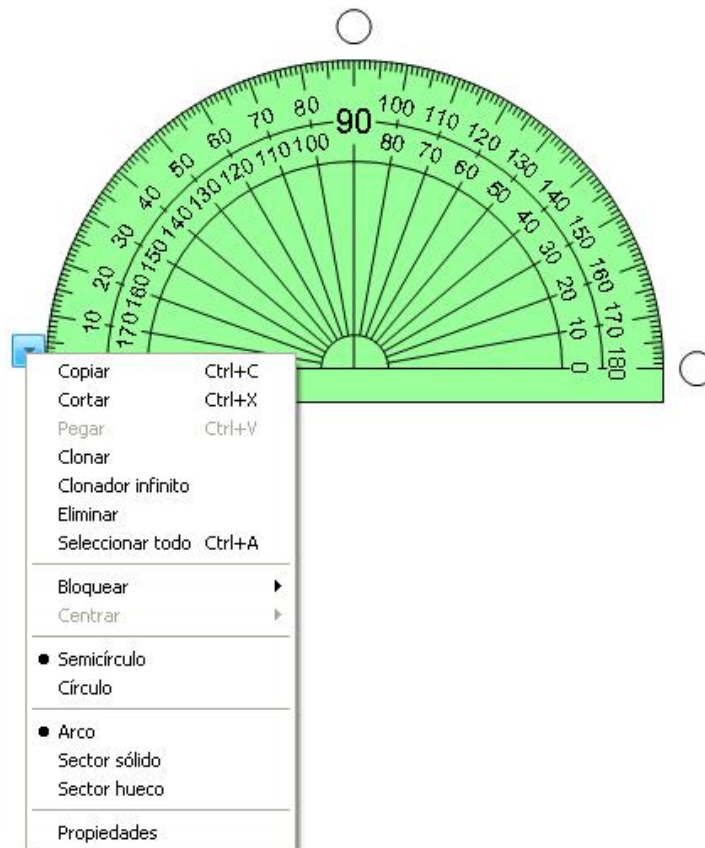 10 20 30 40 50 60 70 80 90 100 110 120 130 140 150 160 170 180
170 160 150 140 130 120 110 100 80 70 60 50 40 30 20 10 0
Copiar Ctrl+C
Cortar Ctrl+X
Pegar Ctrl+V
Clonar
Clonador infinito
Eliminar
Seleccionar todo Ctrl+A
Bloquear
Centrar
Semicírculo
Círculo
Arco
Sector sólido
Sector hueco
Propiedades